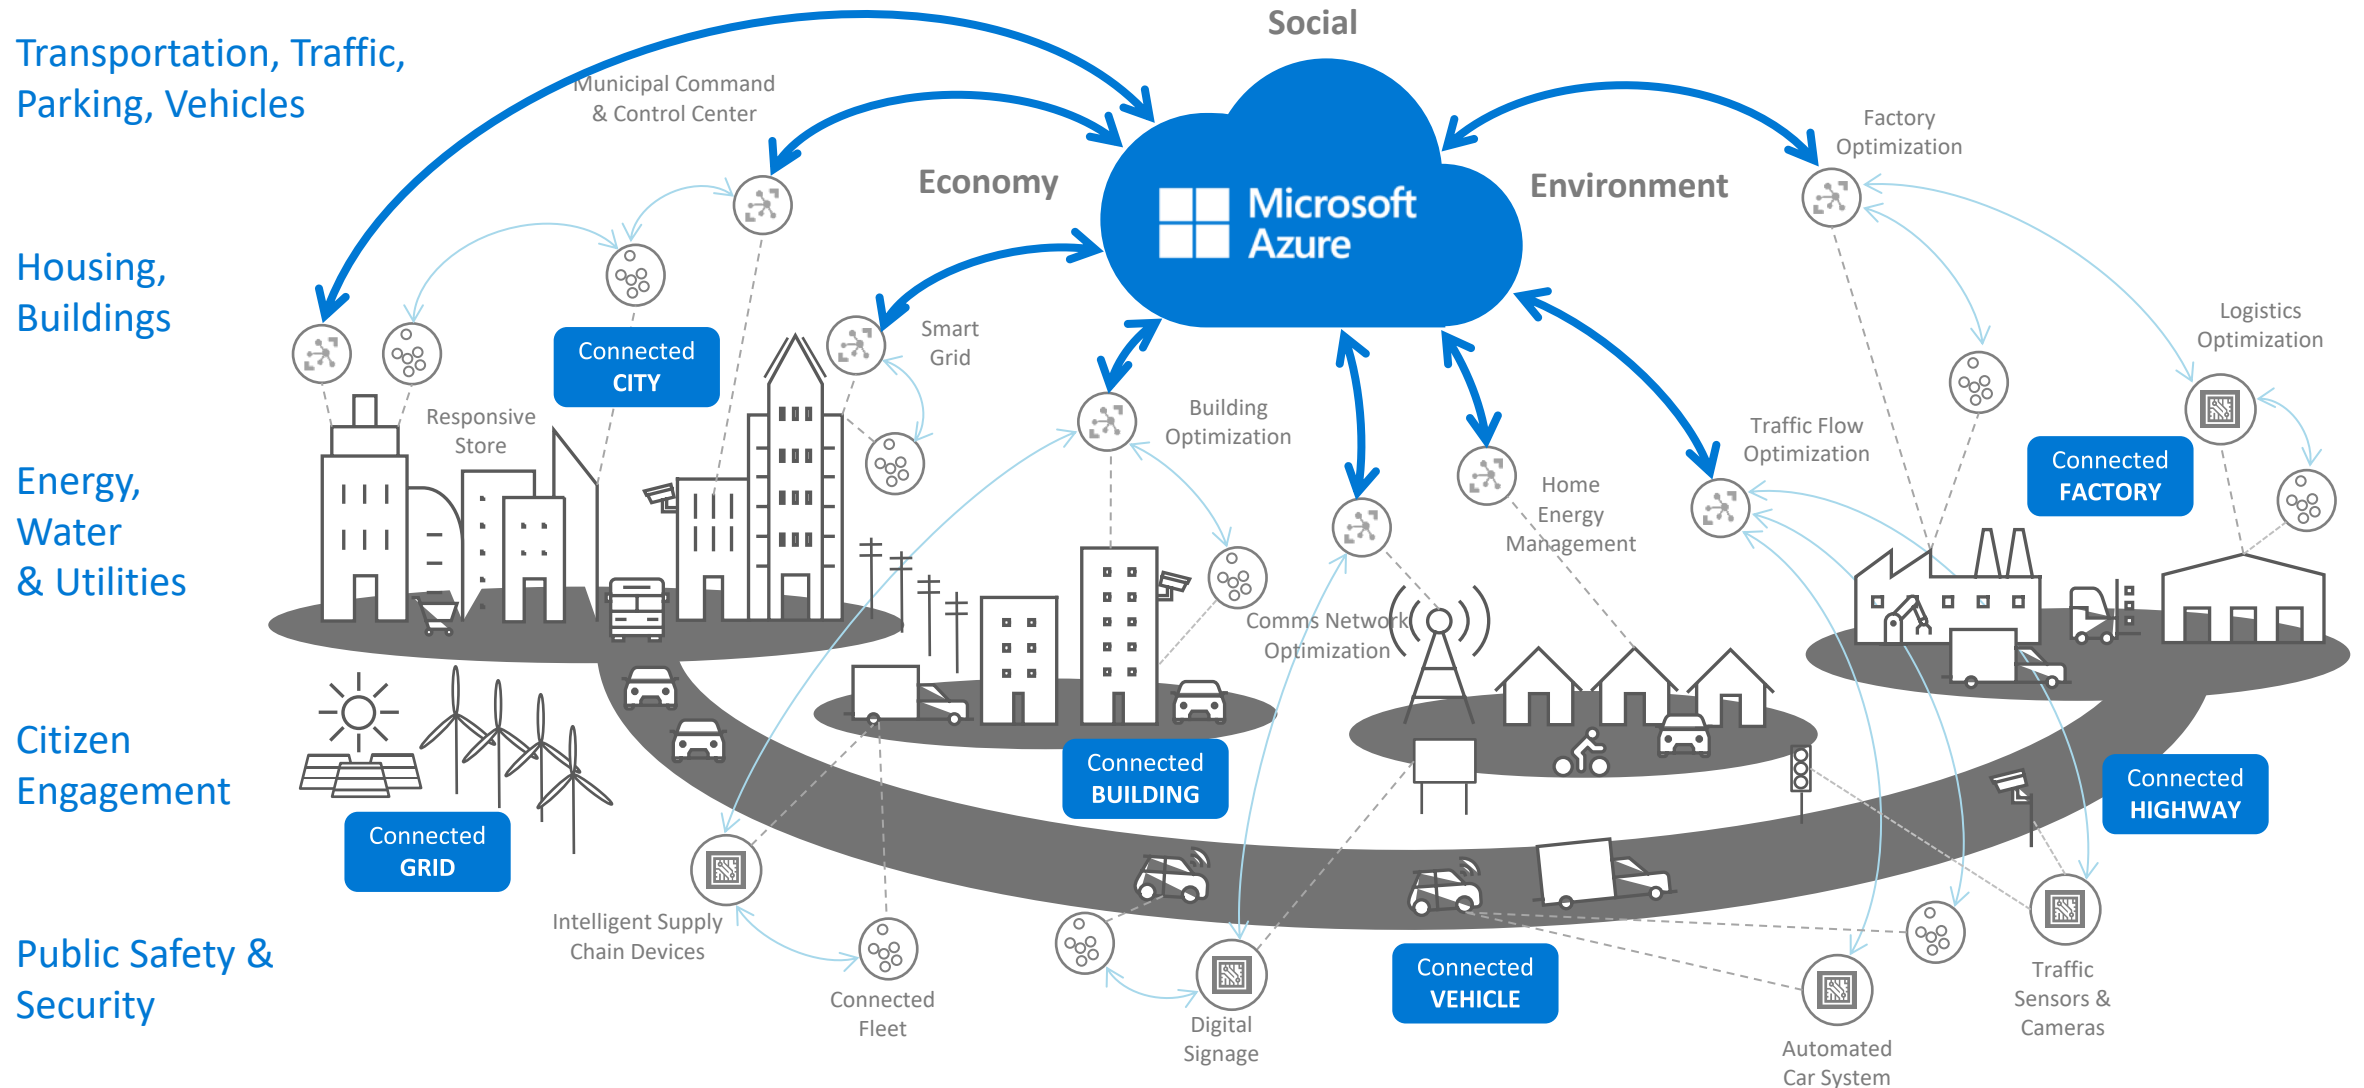 Transportation, Traffic,
Parking, Vehicles
Housing,
Buildings
Energy,
Water
& Utilities
Citizen
Engagement
Public Safety &
Security
Social
Economy
Environment
Microsoft
Azure
Municipal Command
& Control Center
Factory
Optimization
Connected
CITY
Smart
Grid
Responsive
Store
Building
Optimization
Logistics
Optimization
Traffic Flow
Optimization
Connected
FACTORY
Home
Energy
Management
Comms Network
Optimization
Connected
BUILDING
Connected
HIGHWAY
Connected
GRID
Intelligent Supply
Chain Devices
Connected
Fleet
Digital
Signage
Connected
VEHICLE
Automated
Car System
Traffic
Sensors &
Cameras